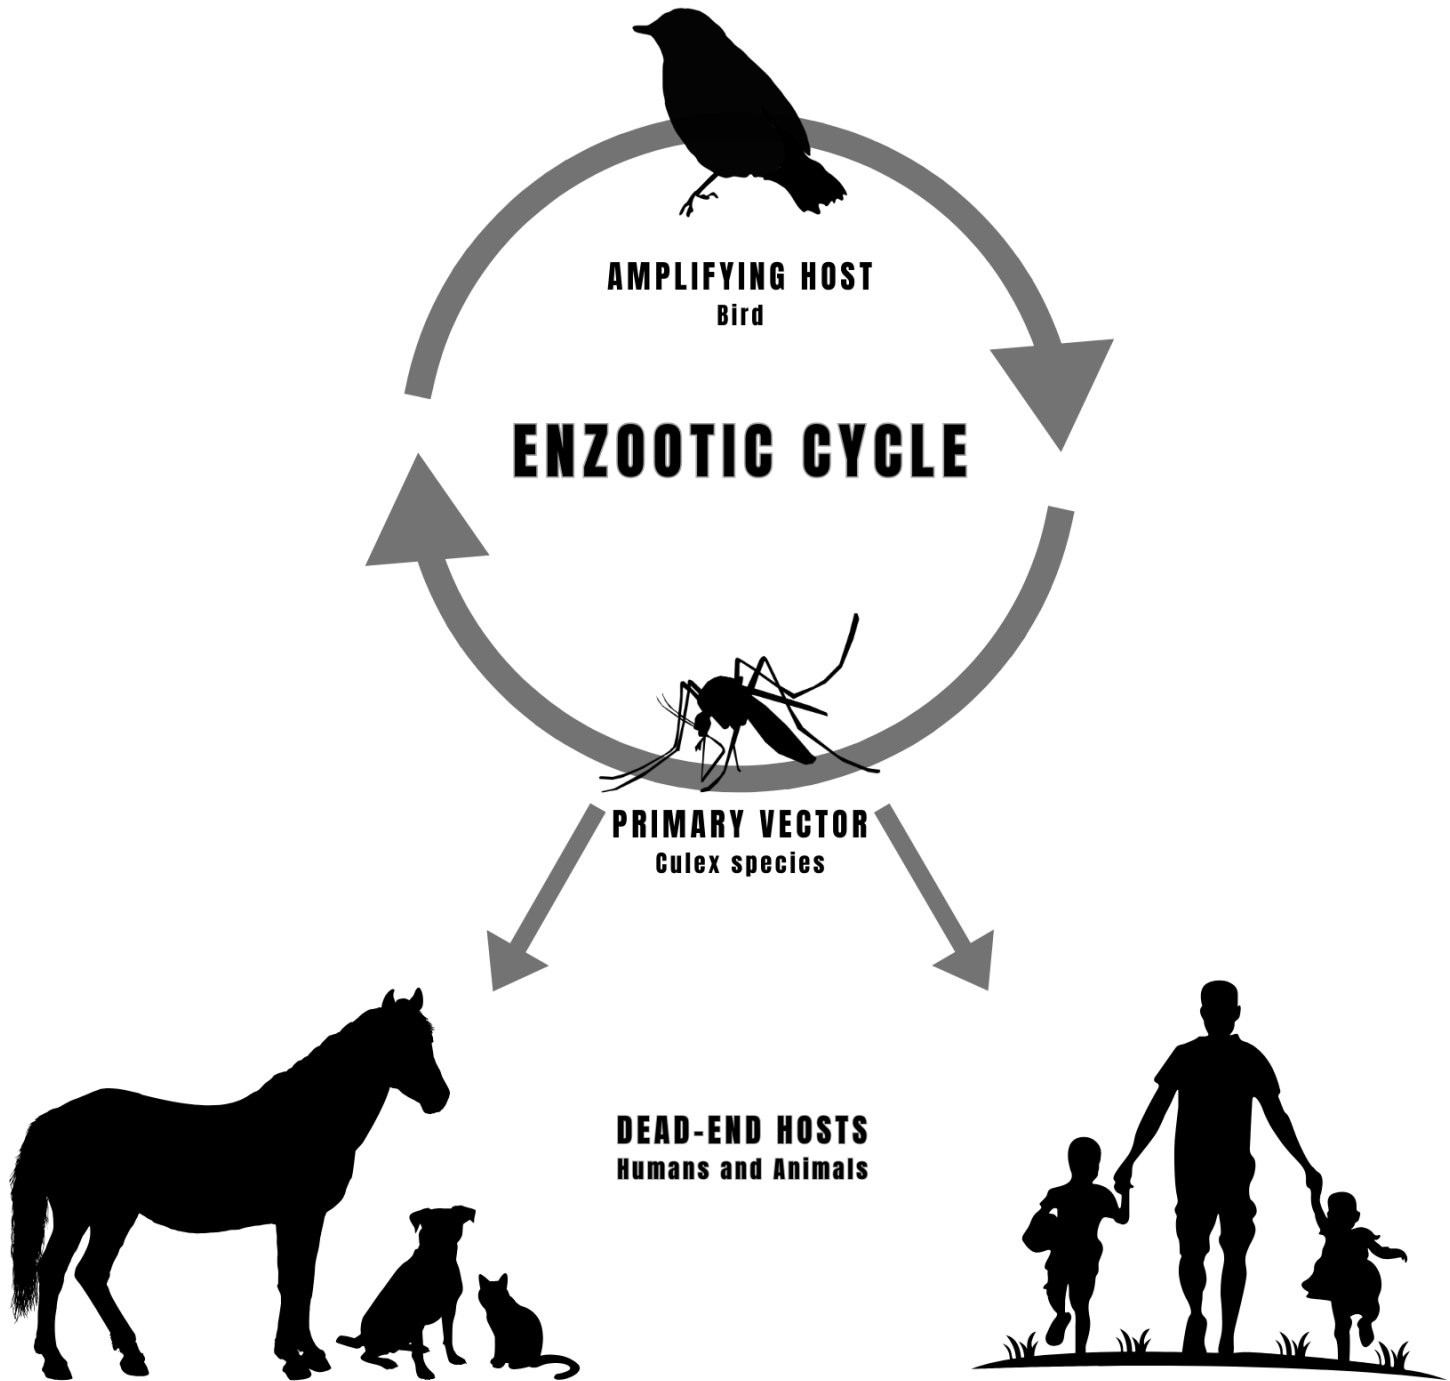 AMPLIFYING HOST
Bird
ENZOOTIC CYCLE
PRIMARY VECTOR
Culex species
DEAD-END HOSTS
Humans and Animals